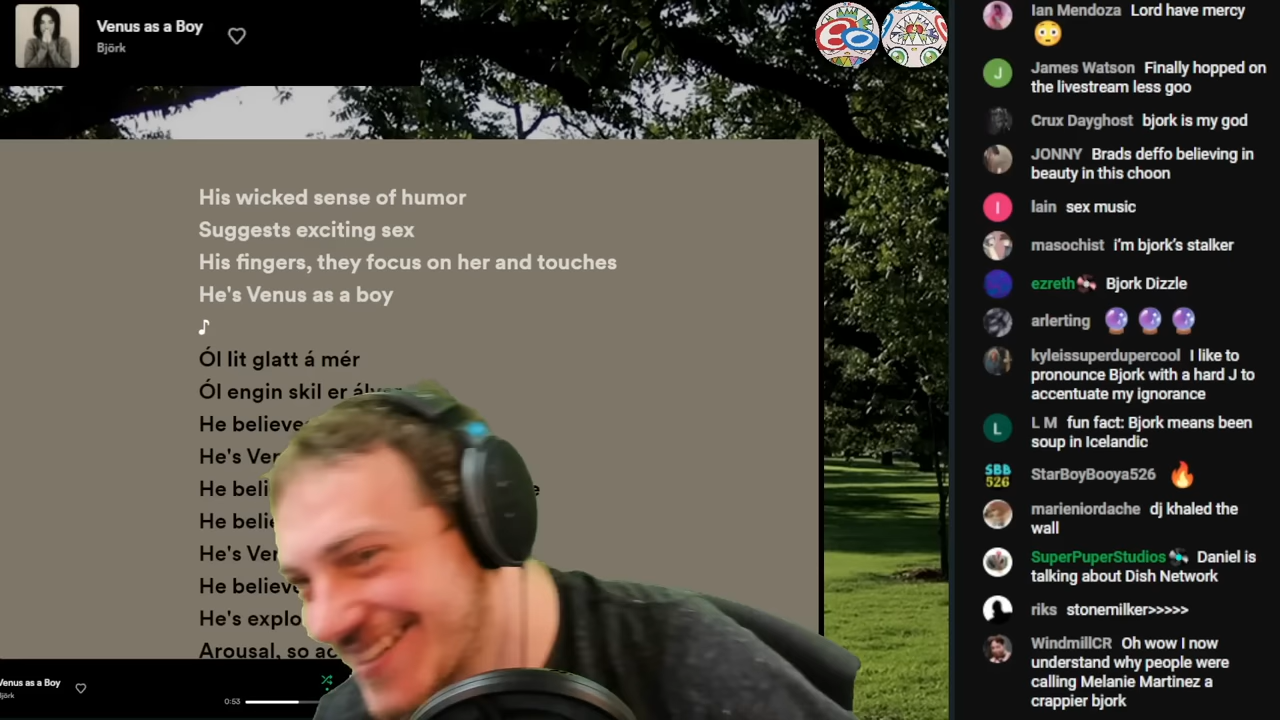 Venus as a Boy
Björk
His wicked sense of humor
Suggests exciting sex
His fingers, they focus on her and touches
He's Venus as a boy
♪
Ól lit glatt á mér
Ól engin skil er
He believe
He's Ver
He beli
He belie
He's Ver
He believ
He's explo
Arousal, so
Venus as a Boy
0:53
Ian Mendoza Lord have mercy
😳
J
James Watson Finally hopped on
the livestream less goo
Crux Dayghost bjork is my god
JONNY Brads deffo believing in
beauty in this choon
I
lain sex music
masochist i'm bjork's stalker
ezreth Bjork Dizzle
arlerting 🔮 🔮 🔮
kyleissuperdupercool I like to
pronounce Bjork with a hard J to
accentuate my ignorance
L
L M fun fact: Bjork means been
soup in Icelandic
SBB
526
StarBoyBooya526 🔥
marieniordache dj khaled the
wall
SuperPuperStudios Daniel is
talking about Dish Network
riks stonemilker>>>>>
WindmillCR Oh wow I now
understand why people were
calling Melanie Martinez a
crappier bjork